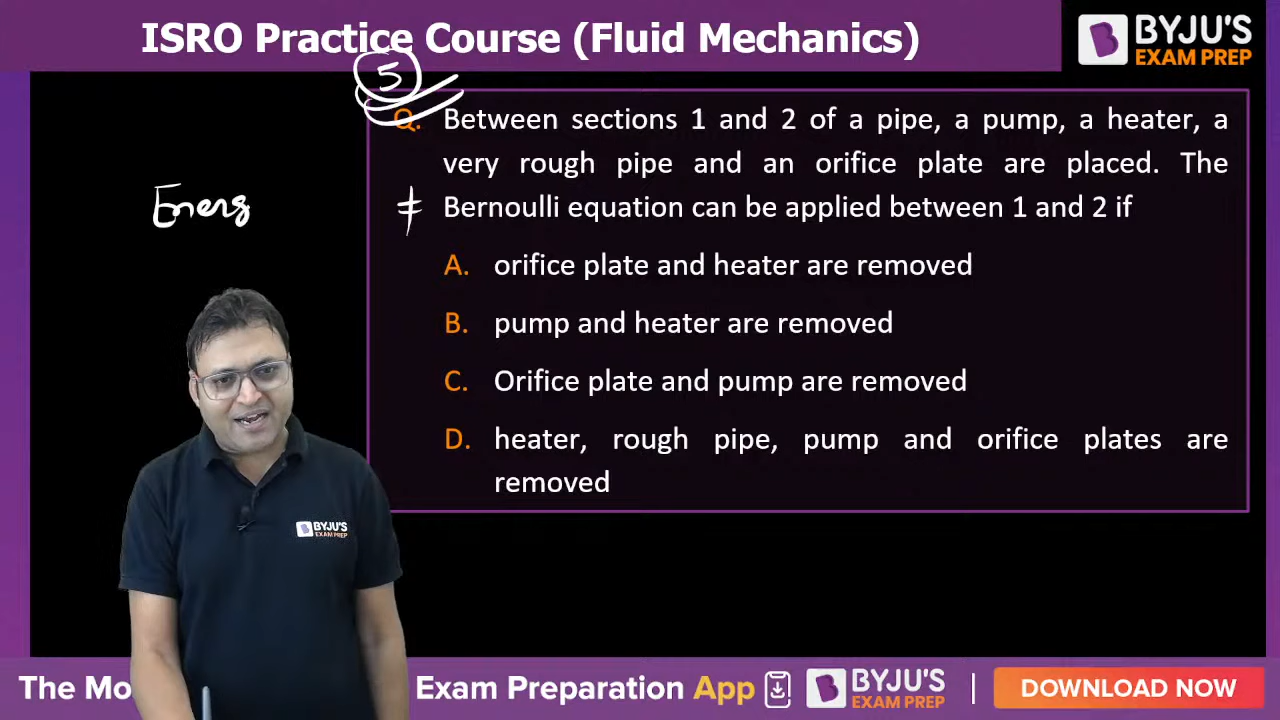 ISRO Practice Course (Fluid Mechanics)
BYJU'S
EXAM PREP
5
Q. Between sections 1 and 2 of a pipe, a pump, a heater, a
very rough pipe and an orifice plate are placed. The
Bernoulli equation can be applied between 1 and 2 if
Energ
A. orifice plate and heater are removed
B. pump and heater are removed
C. Orifice plate and pump are removed
D. heater, rough pipe, pump and orifice plates are
removed
BYJU'S
EXAM PREP
The Mo Exam Preparation App
BYJU'S
EXAM PREP
DOWNLOAD NOW